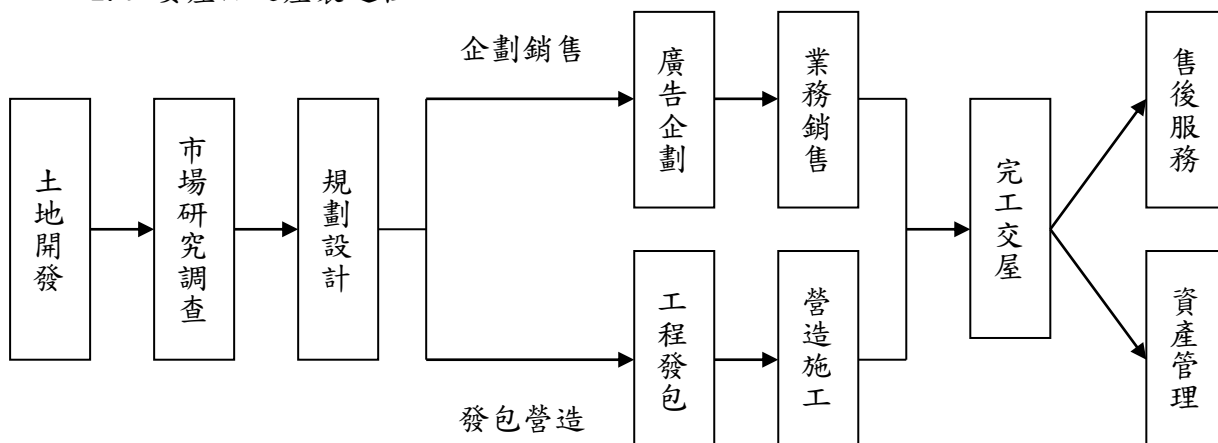 企劃銷售
土地開發
市場研究調查
規劃設計
廣告企劃
業務銷售
工程發包
營造施工
發包營造
完工交屋
售後服務
資產管理